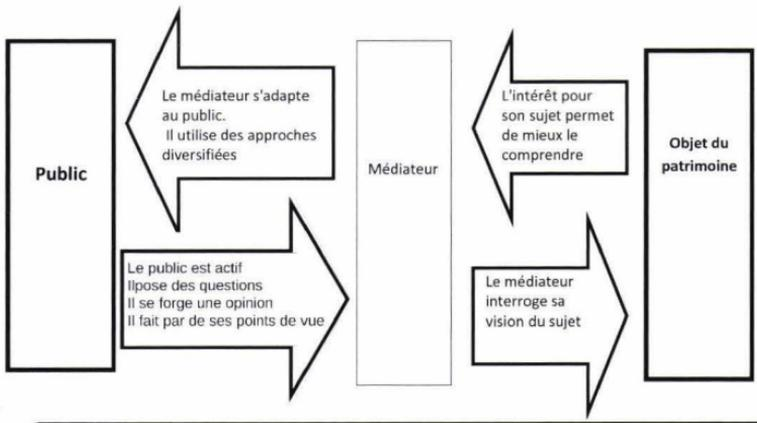 Public
Le médiateur s'adapte
au public.
Il utilise des approches
diversifiées
Le public est actif
Ilpose des questions
Il se forge une opinion
Il fait par de ses points de vue
Médiateur
L'intérêt pour
son sujet permet
de mieux le
comprendre
Le médiateur
interroge sa
vision du sujet
Objet du
patrimoine